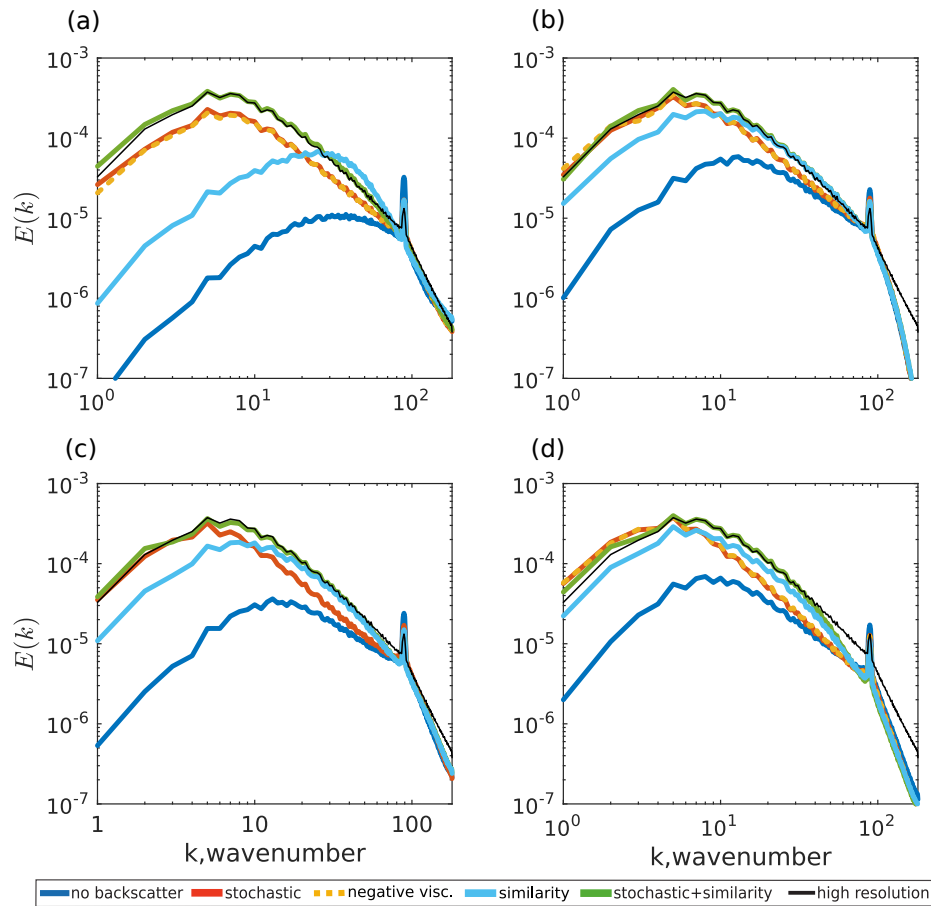 (a) (b)
10^-3 10^-3
10^-4 10^-4
E(k)
10^-5 10^-5
10^-6 10^-6
10^-7 10^-7
10^0 10^1 10^2 10^0 10^1 10^2
(c) (d)
10^-3 10^-3
10^-4 10^-4
E(k)
10^-5 10^-5
10^-6 10^-6
10^-7 10^-7
1 10 100 10^0 10^1 10^2
k,wavenumber k,wavenumber
no backscatter stochastic negative visc. similarity stochastic+similarity high resolution